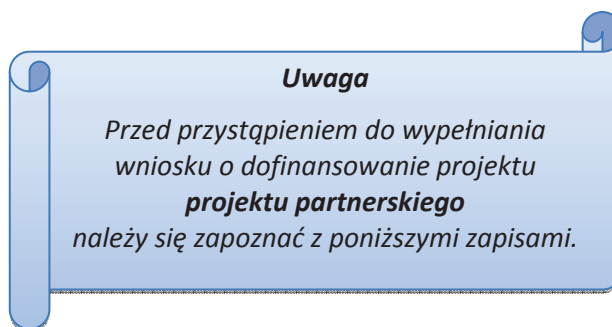 Uwaga
Przed przystąpieniem do wypełniania
wniosku o dofinansowanie projektu
projektu partnerskiego
należy się zapoznać z poniższymi zapisami.